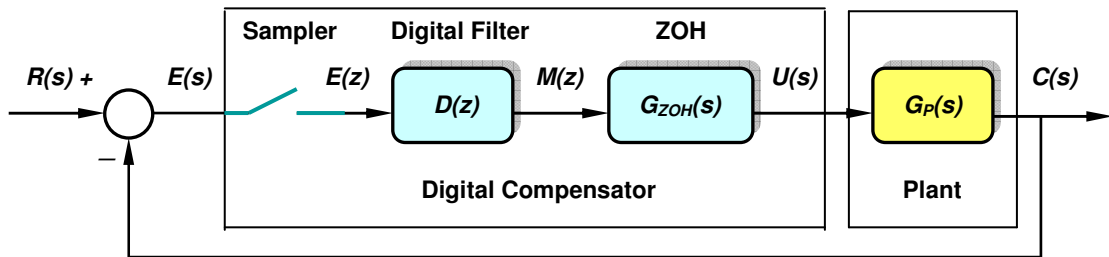 Sampler Digital Filter ZOH
R(s) + E(s) E(z) M(z) U(s) C(s)
D(z) G_ZOH(s) G_P(s)
–
Digital Compensator Plant